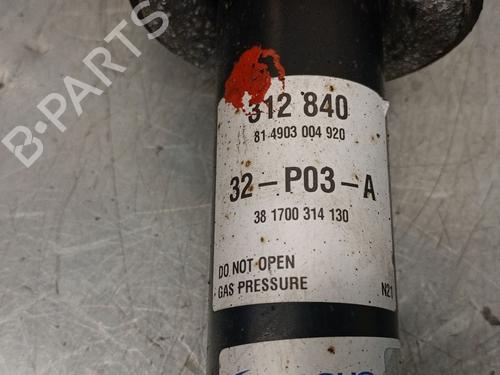 B-PARTS
312 840
81 4903 004 920
32-P03-A
38 1700 314 130
DO NOT OPEN
GAS PRESSURE N21